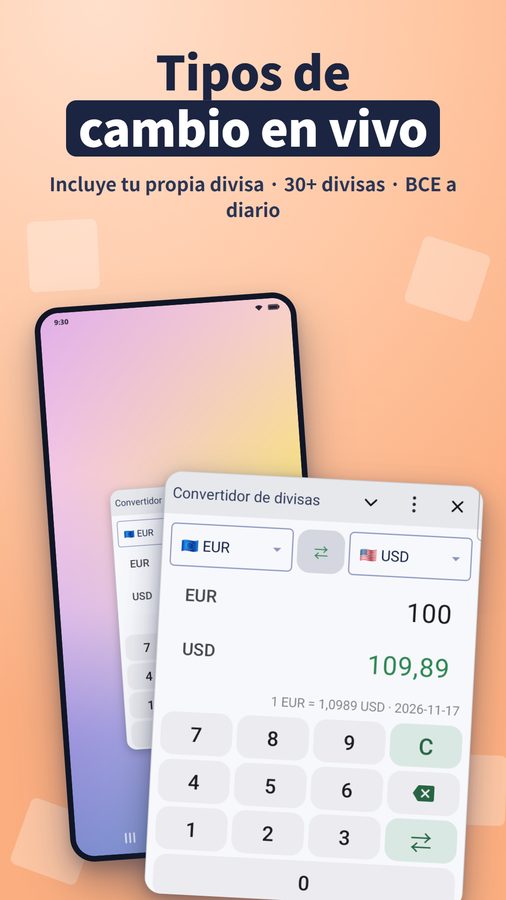 Tipos de
cambio en vivo
Incluye tu propia divisa · 30+ divisas · BCE a
diario
9:30
Convertidor
EUR
EUR
USD
7
4
1
Convertidor de divisas
EUR
USD
EUR
100
USD
109,89
1 EUR = 1,0989 USD · 2026-11-17
7 8 9 C
4 5 6
1 2 3
0